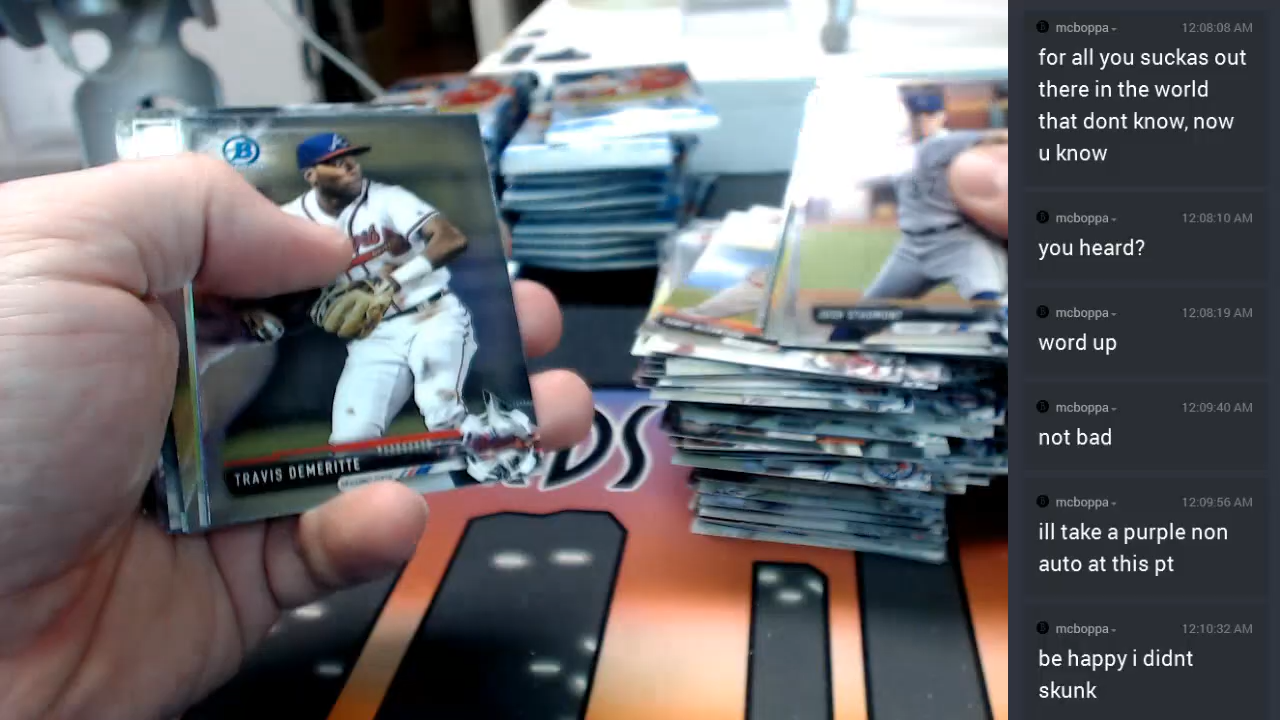 B
TRAVIS DEMERITTE
DS
mcboppa
12:08:08 AM
for all you suckas out
there in the world
that dont know, now
u know
mcboppa
12:08:10 AM
you heard?
mcboppa
12:08:19 AM
word up
mcboppa
12:09:40 AM
not bad
mcboppa
12:09:56 AM
ill take a purple non
auto at this pt
mcboppa
12:10:32 AM
be happy i didnt
skunk